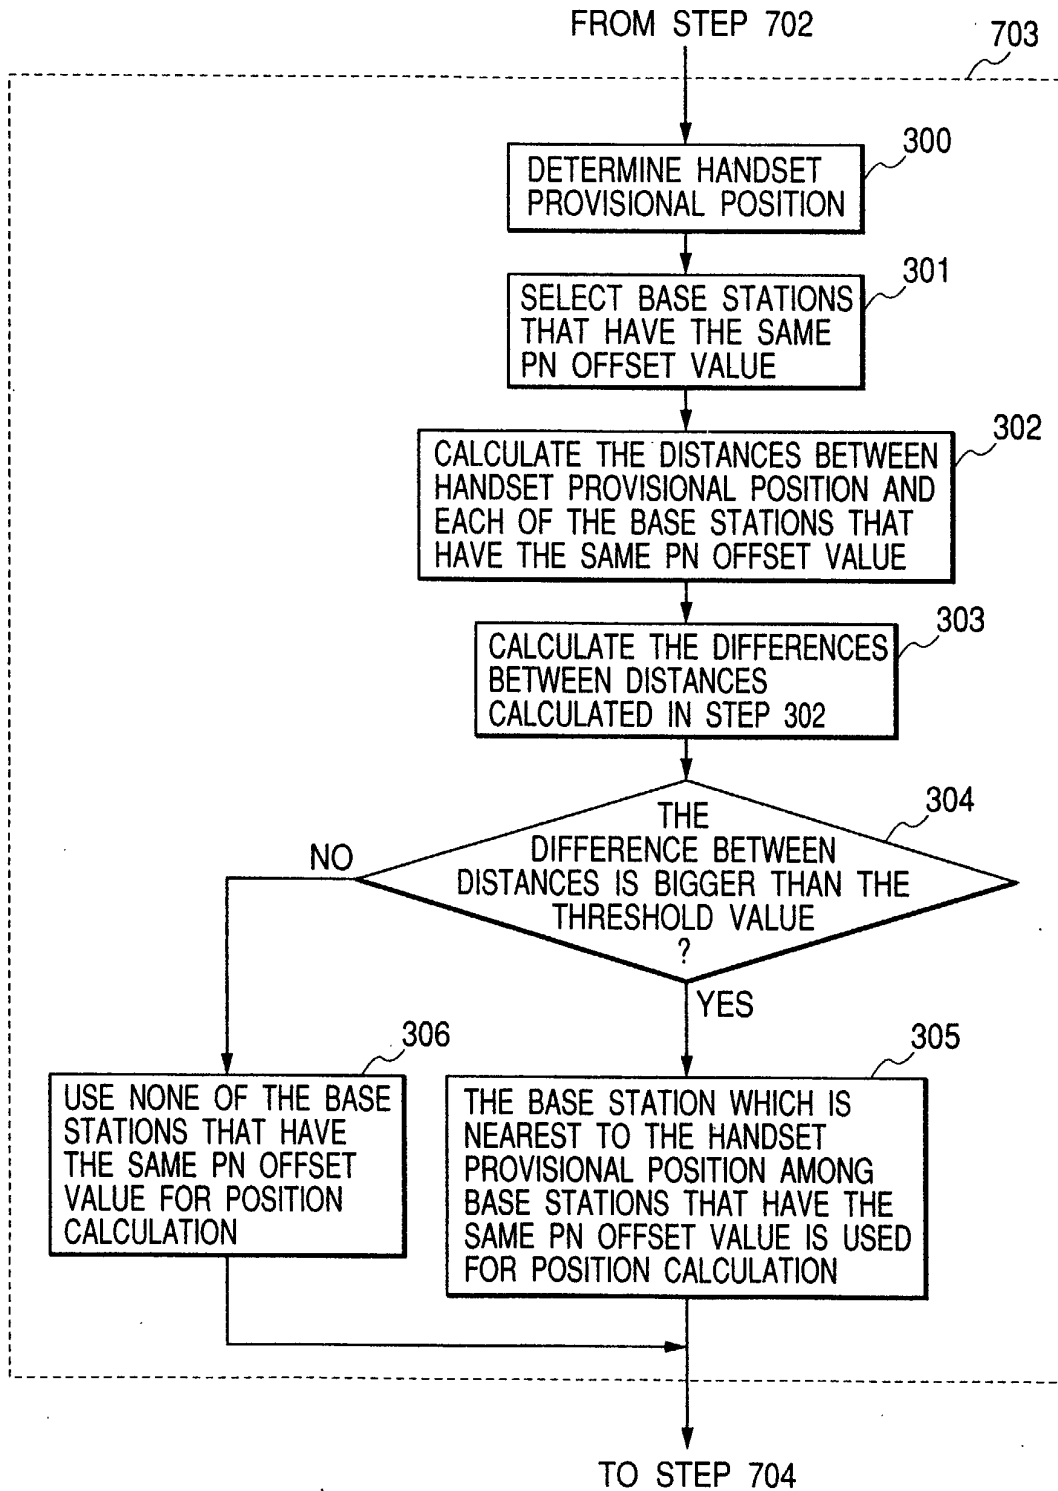 FROM STEP 702
703
300
DETERMINE HANDSET
PROVISIONAL POSITION
301
SELECT BASE STATIONS
THAT HAVE THE SAME
PN OFFSET VALUE
302
CALCULATE THE DISTANCES BETWEEN
HANDSET PROVISIONAL POSITION AND
EACH OF THE BASE STATIONS THAT
HAVE THE SAME PN OFFSET VALUE
303
CALCULATE THE DIFFERENCES
BETWEEN DISTANCES
CALCULATED IN STEP 302
304
THE
DIFFERENCE BETWEEN
DISTANCES IS BIGGER THAN THE
THRESHOLD VALUE
?
NO
YES
306
USE NONE OF THE BASE
STATIONS THAT HAVE
THE SAME PN OFFSET
VALUE FOR POSITION
CALCULATION
305
THE BASE STATION WHICH IS
NEAREST TO THE HANDSET
PROVISIONAL POSITION AMONG
BASE STATIONS THAT HAVE THE
SAME PN OFFSET VALUE IS USED
FOR POSITION CALCULATION
TO STEP 704